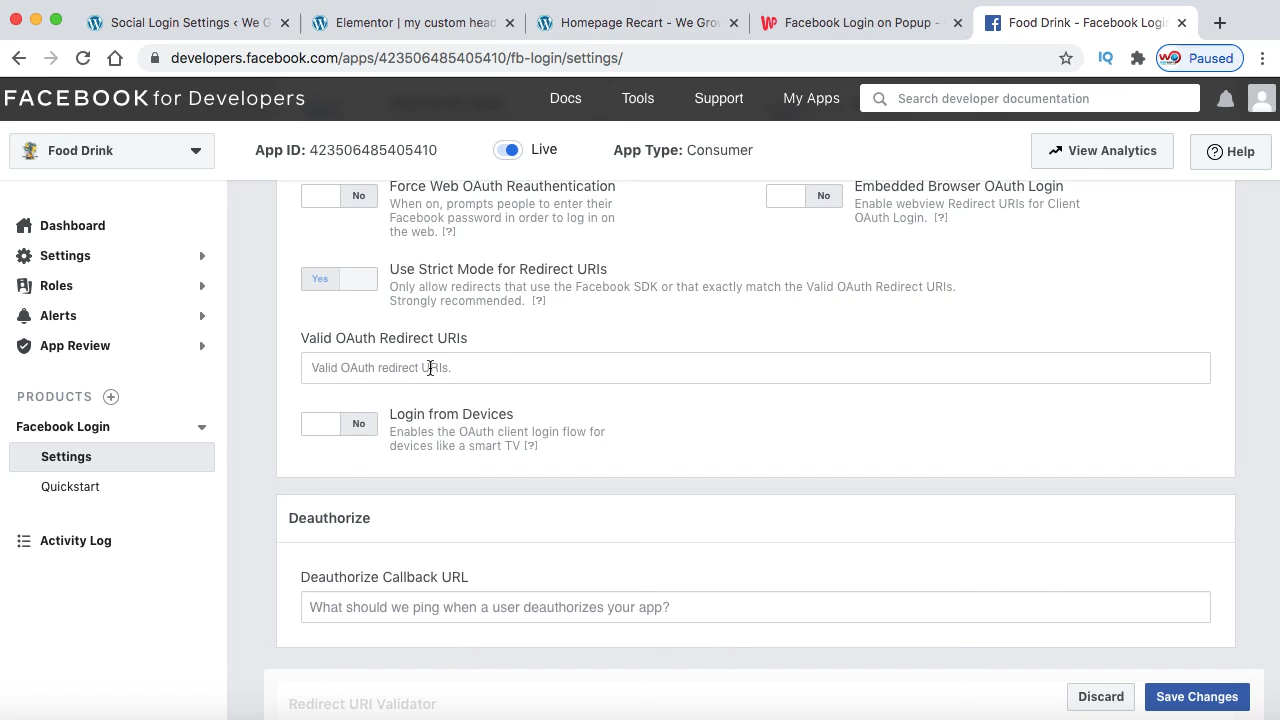 Social Login Settings ‹ We G
Elementor | my custom head
Homepage Recart - We Gro
Facebook Login on Popup -
Food Drink - Facebook Logi
developers.facebook.com/apps/423506485405410/fb-login/settings/
IQ
Paused
FACEBOOK for Developers
Docs
Tools
Support
My Apps
Search developer documentation
Food Drink
App ID: 423506485405410
Live
App Type: Consumer
View Analytics
Help
Dashboard
Settings
Roles
Alerts
App Review
PRODUCTS
Facebook Login
Settings
Quickstart
Activity Log
No
Force Web OAuth Reauthentication
When on, prompts people to enter their
Facebook password in order to log in on
the web. [?]
No
Embedded Browser OAuth Login
Enable webview Redirect URIs for Client
OAuth Login. [?]
Yes
Use Strict Mode for Redirect URIs
Only allow redirects that use the Facebook SDK or that exactly match the Valid OAuth Redirect URIs.
Strongly recommended. [?]
Valid OAuth Redirect URIs
Valid OAuth redirect URIs.
No
Login from Devices
Enables the OAuth client login flow for
devices like a smart TV [?]
Deauthorize
Deauthorize Callback URL
What should we ping when a user deauthorizes your app?
Redirect URI Validator
Discard
Save Changes